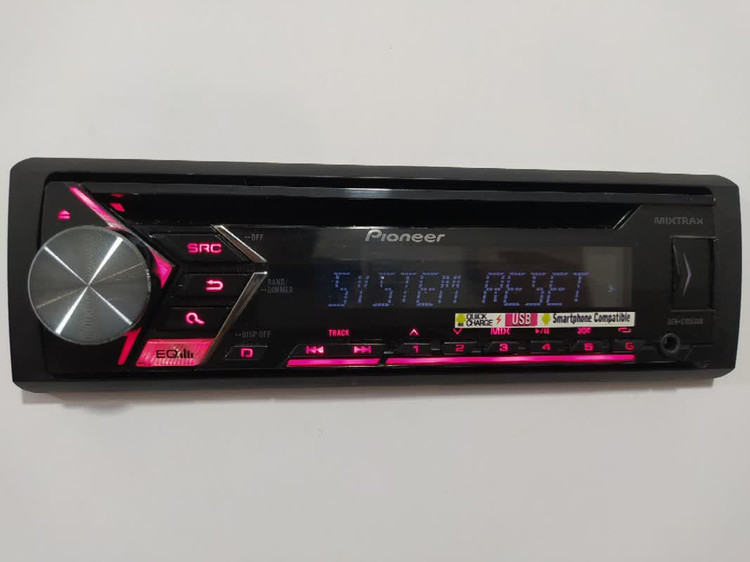 Pioneer
MIXTRAX
SRC
OFF
BAND/
DIMMER
SYSTEM RESET
QUICK
CHARGE
USB
Smartphone Compatible
DISP OFF
TRACK
MIX
EQ
D
1 2 3 4 5 6